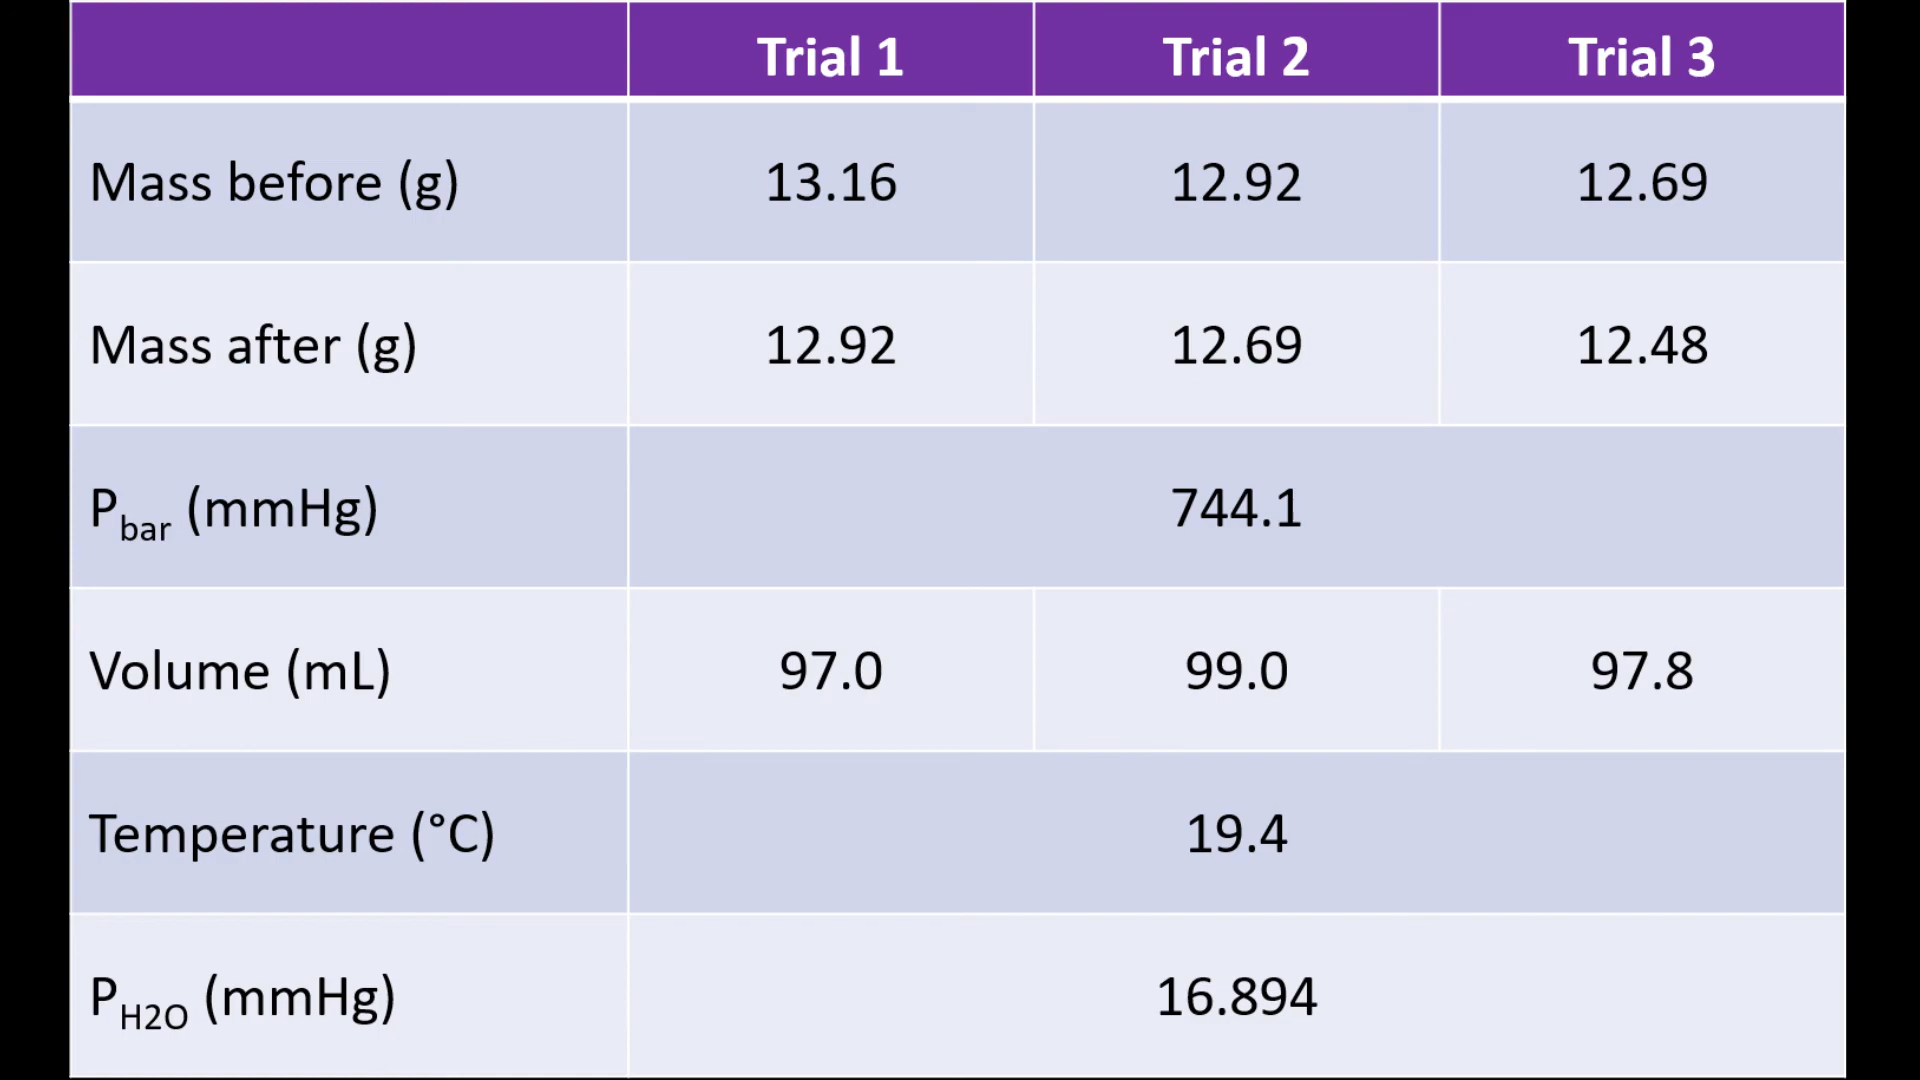 Trial 1 Trial 2 Trial 3
Mass before (g) 13.16 12.92 12.69
Mass after (g) 12.92 12.69 12.48
Pbar (mmHg) 744.1
Volume (mL) 97.0 99.0 97.8
Temperature (°C) 19.4
PH2O (mmHg) 16.894